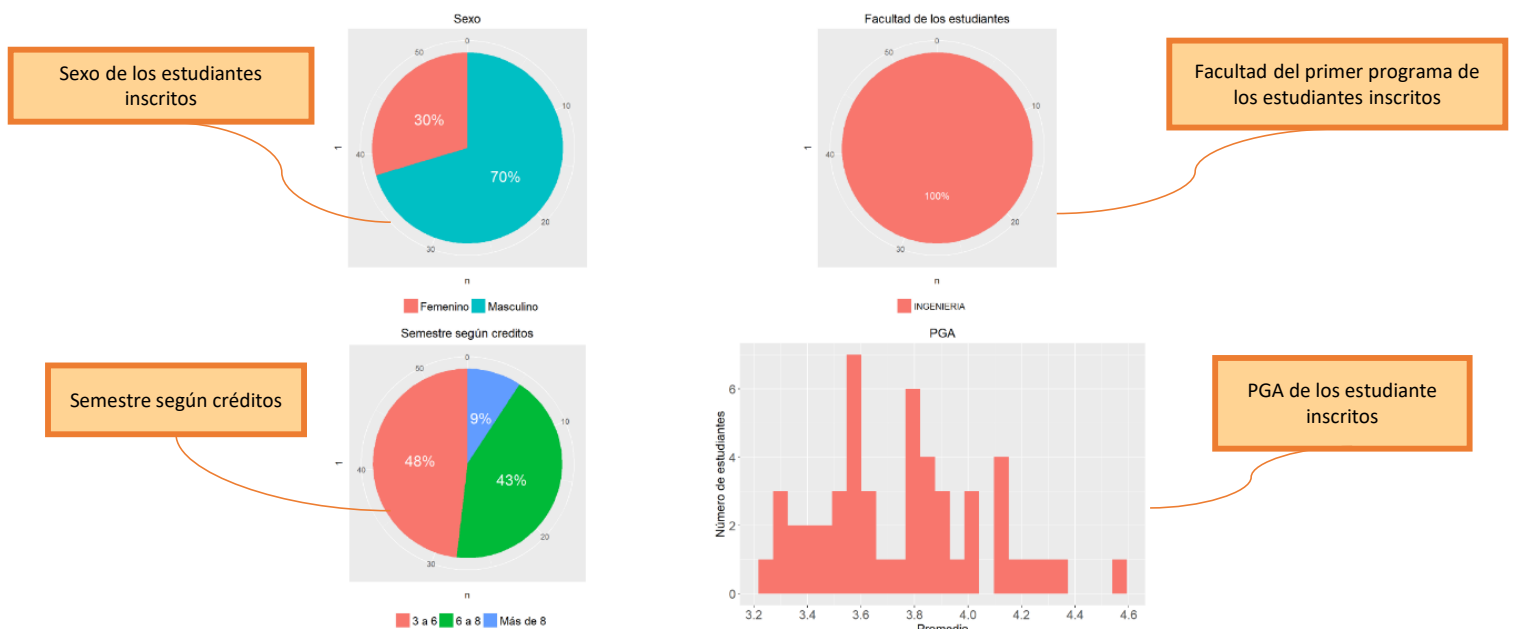 Sexo
Sexo de los estudiantes
inscritos
0
10
20
30
40
50
1
30%
70%
n
Femenino Masculino
Facultad de los estudiantes
Facultad del primer programa de
los estudiantes inscritos
0
10
20
30
40
50
1
100%
n
INGENIERIA
Semestre según creditos
Semestre según créditos
0
10
20
30
40
50
1
9%
48%
43%
n
3 a 6 6 a 8 Más de 8
PGA
PGA de los estudiante
inscritos
Número de estudiantes
6
4
2
0
3.2 3.4 3.6 3.8 4.0 4.2 4.4 4.6
Promedio